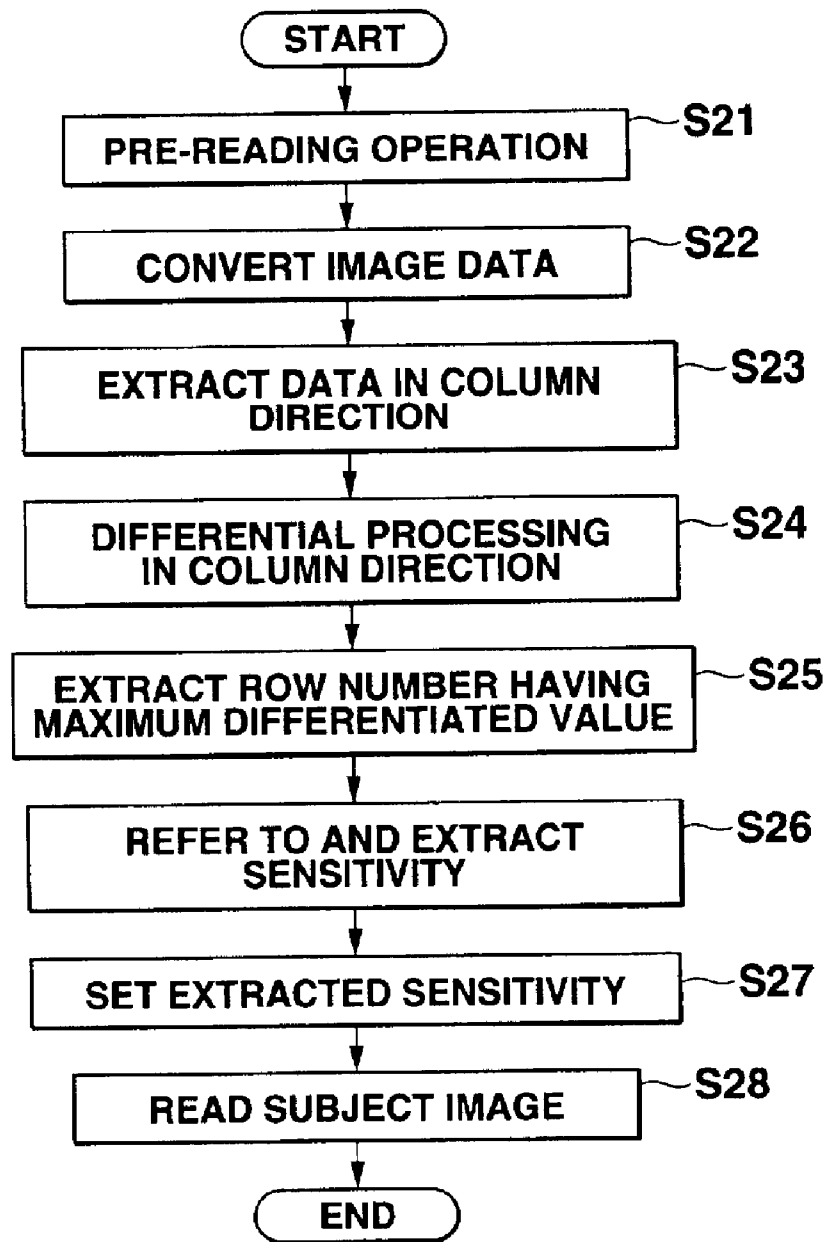 START
PRE-READING OPERATION
S21
CONVERT IMAGE DATA
S22
EXTRACT DATA IN COLUMN
DIRECTION
S23
DIFFERENTIAL PROCESSING
IN COLUMN DIRECTION
S24
EXTRACT ROW NUMBER HAVING
MAXIMUM DIFFERENTIATED VALUE
S25
REFER TO AND EXTRACT
SENSITIVITY
S26
SET EXTRACTED SENSITIVITY
S27
READ SUBJECT IMAGE
S28
END